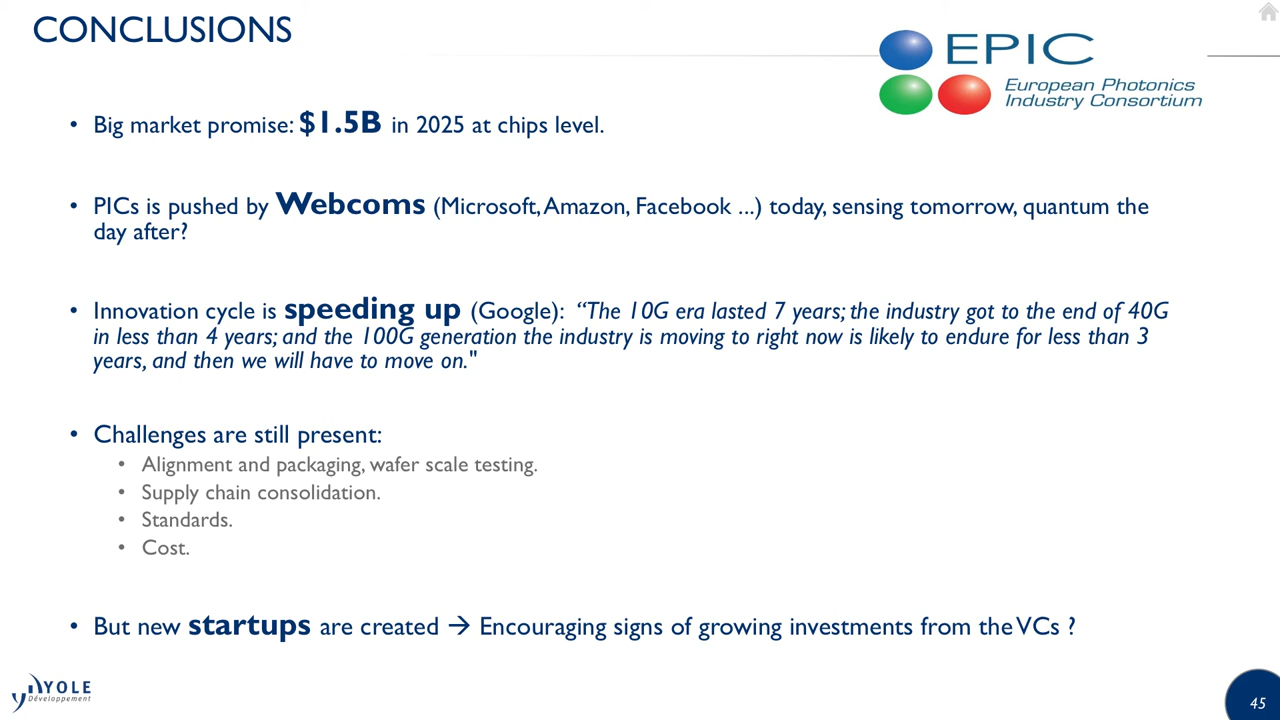 CONCLUSIONS
EPIC
European Photonics
Industry Consortium
• Big market promise: $1.5B in 2025 at chips level.
• PICs is pushed by Webcoms (Microsoft, Amazon, Facebook ...) today, sensing tomorrow, quantum the
day after?
• Innovation cycle is speeding up (Google): “The 10G era lasted 7 years; the industry got to the end of 40G
in less than 4 years; and the 100G generation the industry is moving to right now is likely to endure for less than 3
years, and then we will have to move on."
• Challenges are still present:
• Alignment and packaging, wafer scale testing.
• Supply chain consolidation.
• Standards.
• Cost.
• But new startups are created → Encouraging signs of growing investments from the VCs ?
YOLE
Développement
45